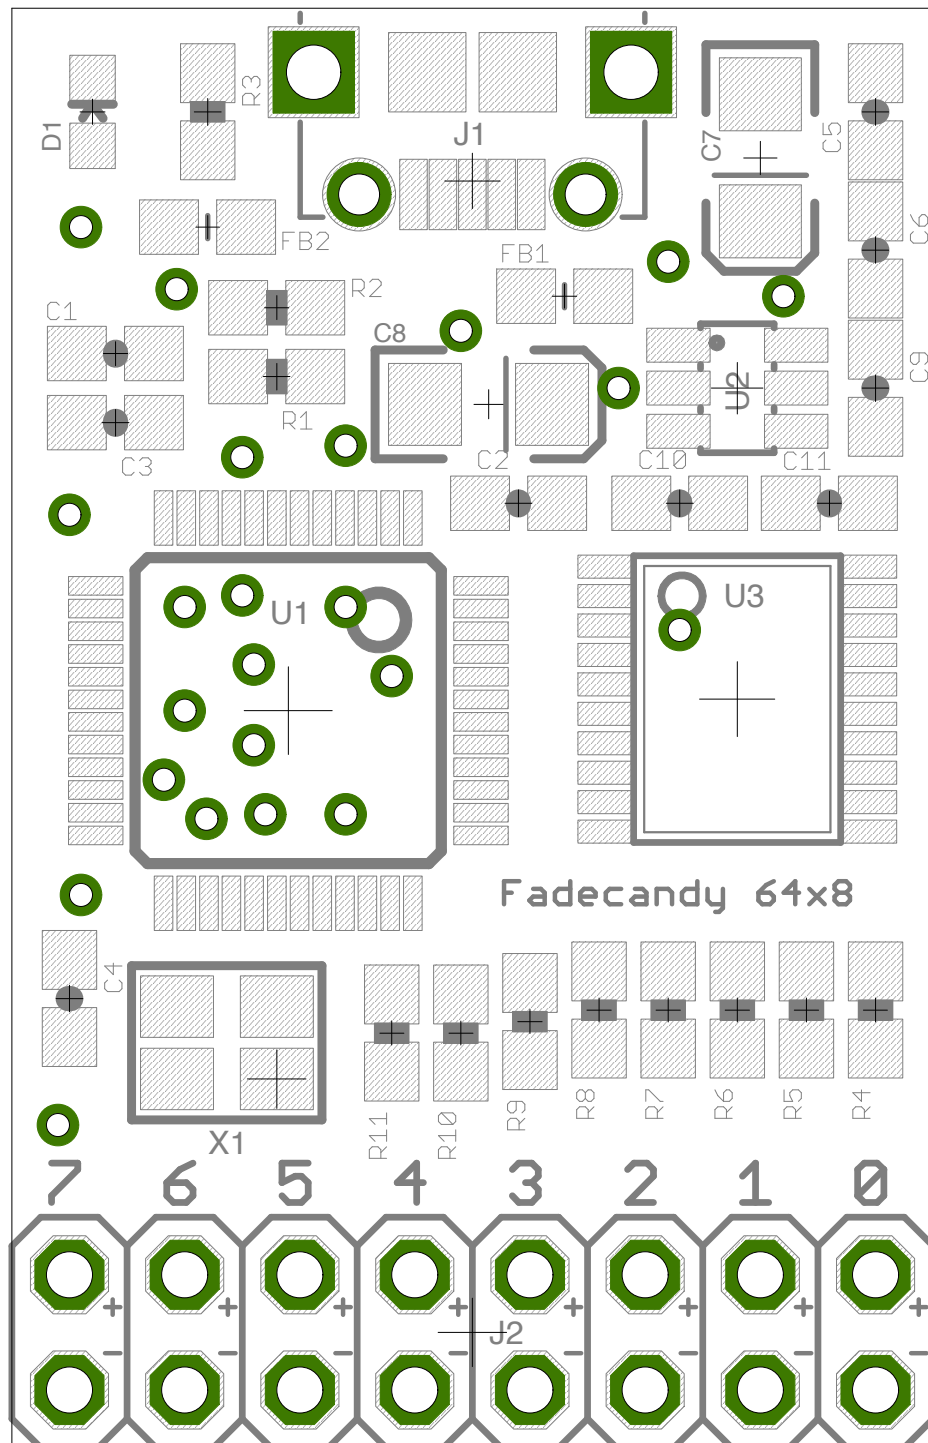 R3
D1
J1
C7
C5
C6
FB2
FB1
R2
C1
C8
U2
C9
R1
C3
C2
C10
C11
U1
U3
Fadecandy 64x8
C4
R11
R10
R9
R8
R7
R6
R5
R4
X1
7 6 5 4 3 2 1 0
+ + + + + + +
J2
- - - - - - -